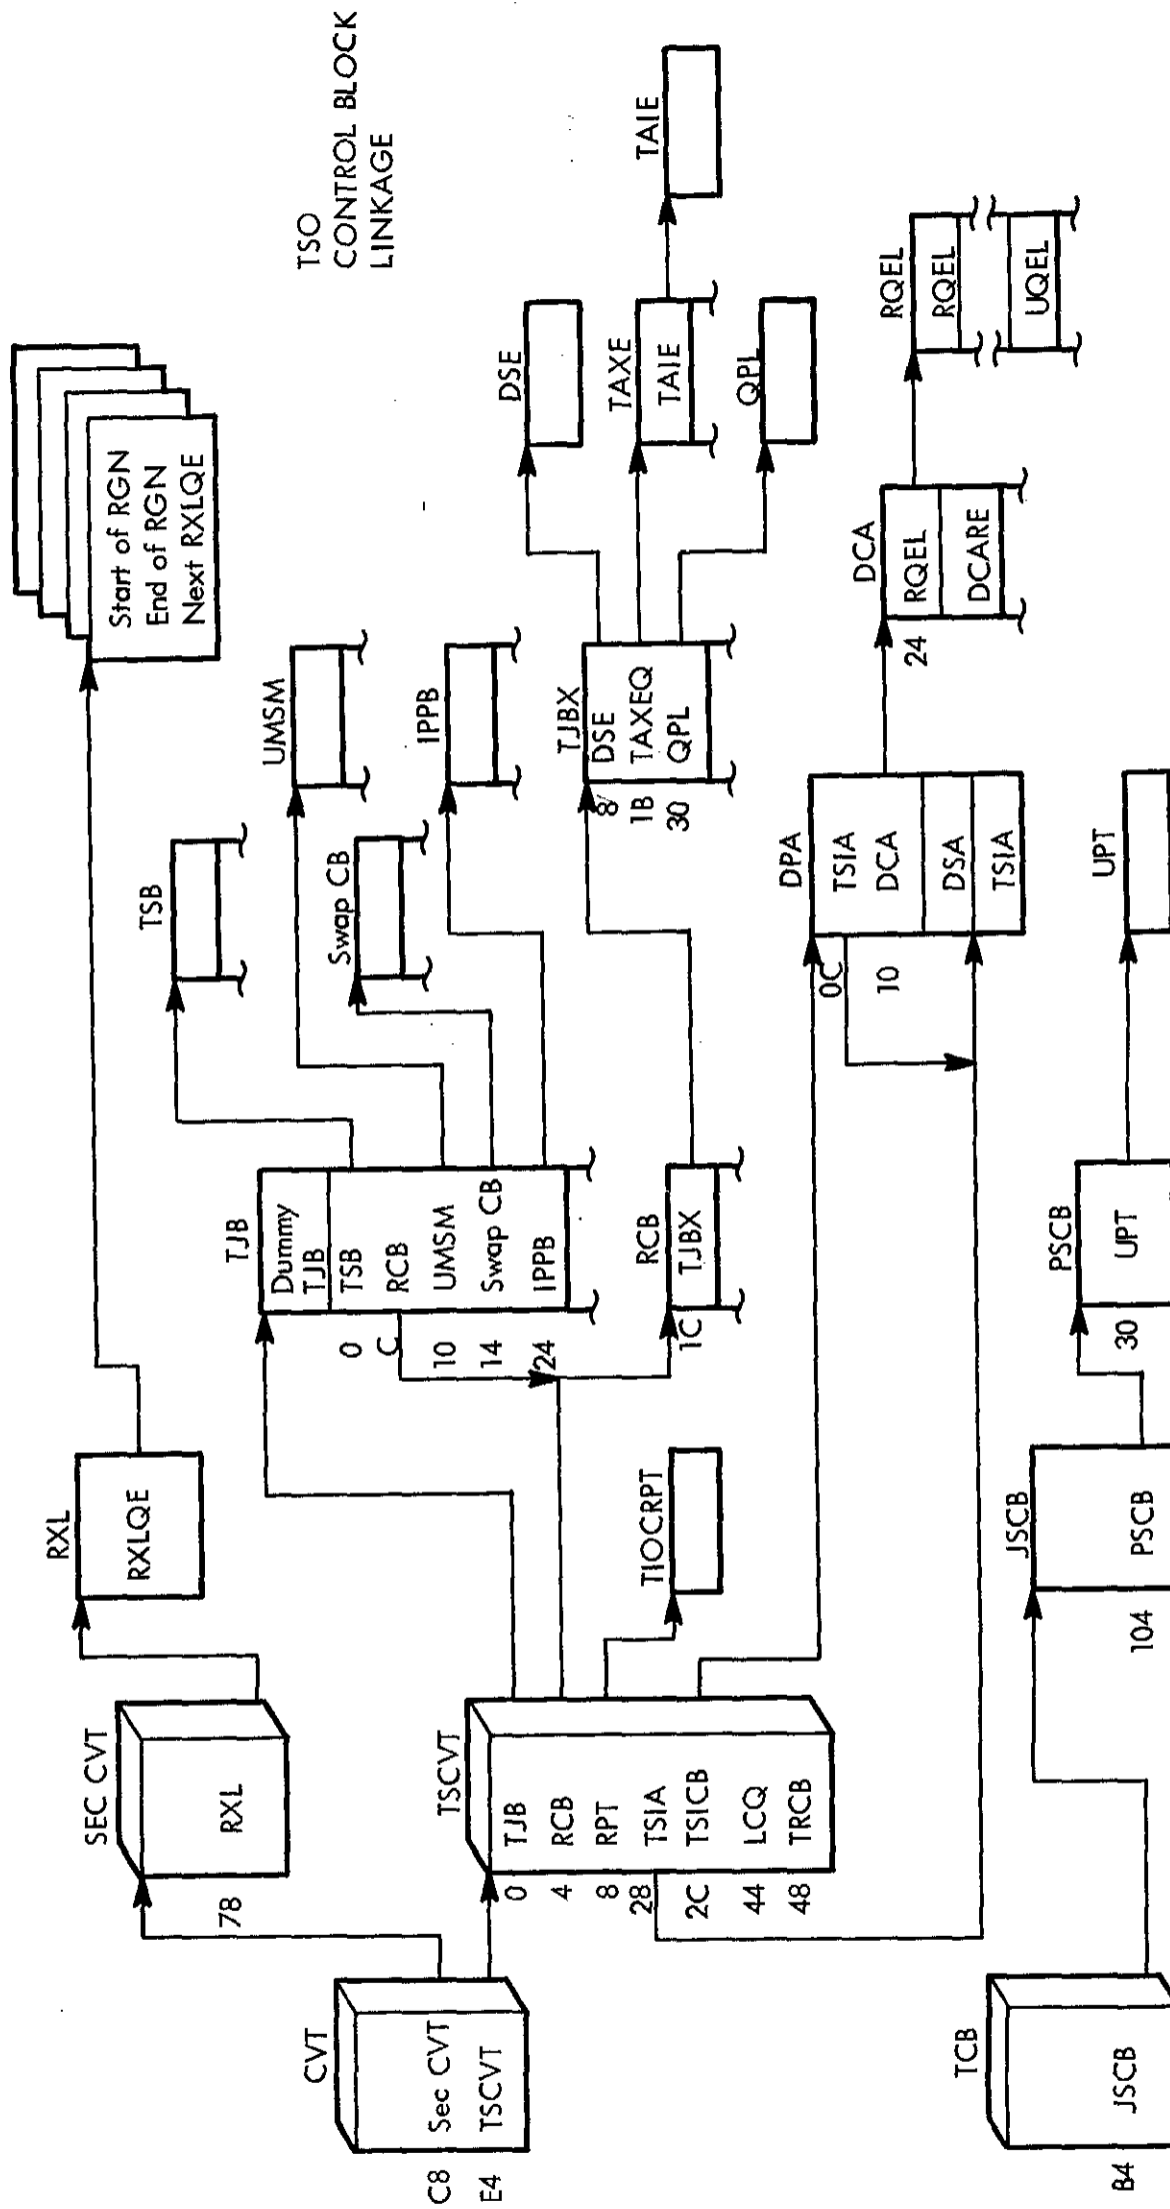 TSO
CONTROL BLOCK
LINKAGE
CVT
C8 Sec CVT
E4 TSCVT
SEC CVT
78 RXL
RXL
RXLQE
Start of RGN
End of RGN
Next RXLQE
TSCVT
0 TJB
4 RCB
8 RPT
28 TSIA
2C TSICB
44 LCQ
48 TRCB
TIOCRPT
TJB
Dummy
TJB
0 TSB
C RCB
10 UMSM
14 Swap CB
24 IPPB
TSB
UMSM
Swap CB
IPPB
RCB
1C TJBX
TJBX
8 DSE
1B TAXEQ
30 QPL
DSE
TAXE
TAIE
TAIE
QPL
DPA
0C TSIA
10 DCA
DSA
TSIA
DCA
24 RQEL
DCARE
RQEL
RQEL
UQEL
TCB
B4 JSCB
JSCB
104 PSCB
PSCB
30 UPT
UPT